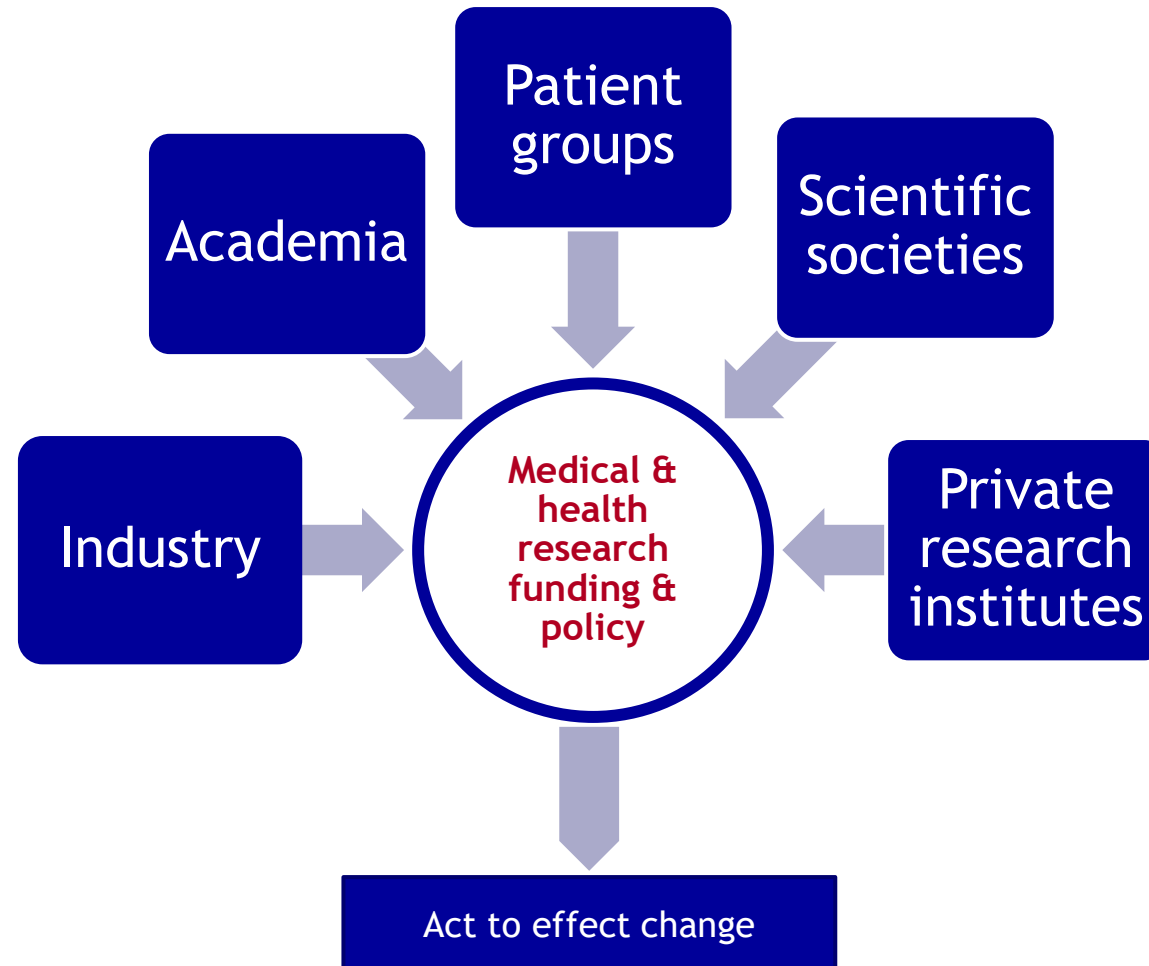 Patient
groups
Academia
Scientific
societies
Industry
Medical &
health
research
funding &
policy
Private
research
institutes
Act to effect change